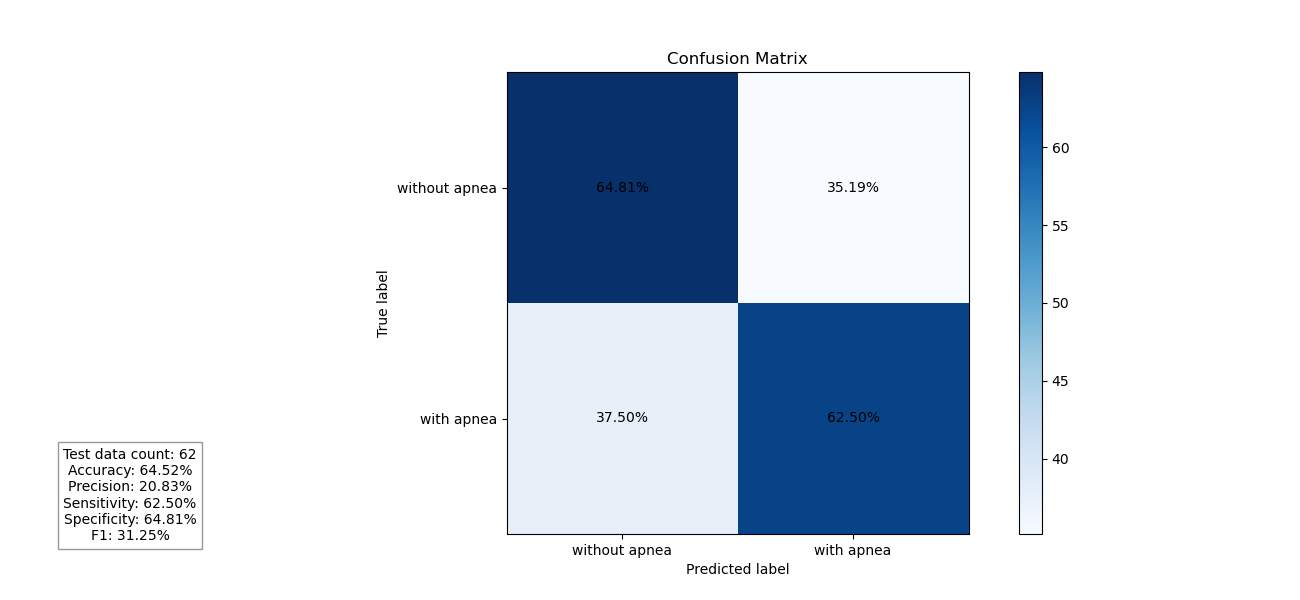 Confusion Matrix
without apnea
64.81%
35.19%
True label
with apnea
37.50%
62.50%
without apnea
with apnea
Predicted label
60
55
50
45
40
Test data count: 62
Accuracy: 64.52%
Precision: 20.83%
Sensitivity: 62.50%
Specificity: 64.81%
F1: 31.25%